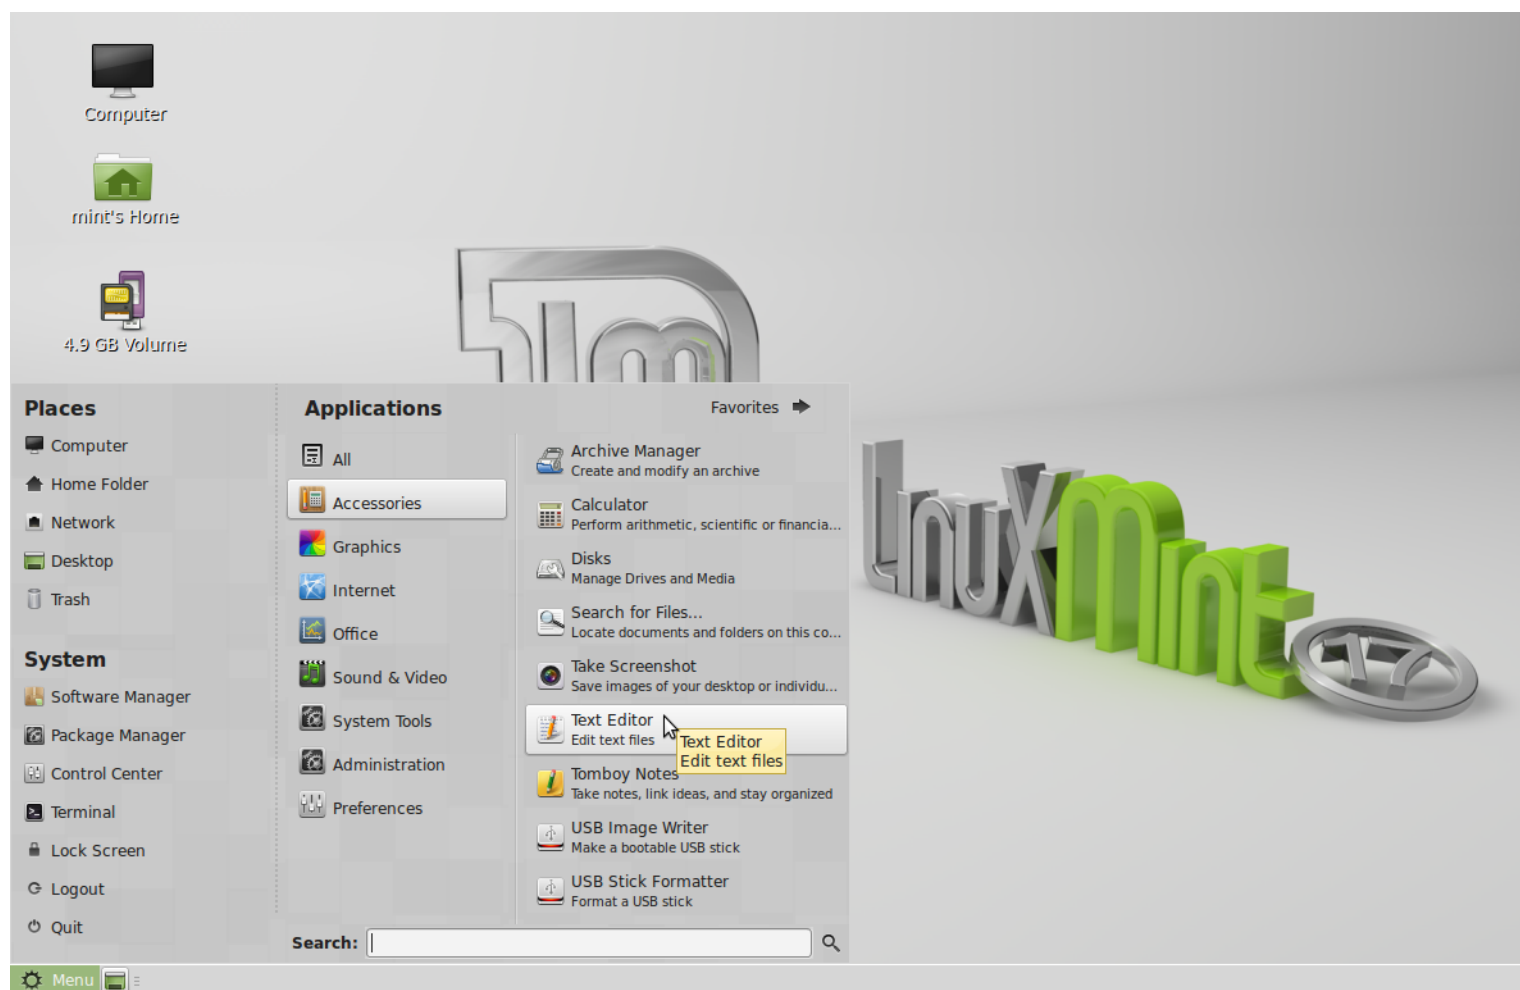 Computer
mint's Home
4.9 GB Volume
Places
Computer
Home Folder
Network
Desktop
Trash
System
Software Manager
Package Manager
Control Center
Terminal
Lock Screen
Logout
Quit
Applications
Favorites
All
Accessories
Graphics
Internet
Office
Sound & Video
System Tools
Administration
Preferences
Archive Manager
Create and modify an archive
Calculator
Perform arithmetic, scientific or financia...
Disks
Manage Drives and Media
Search for Files...
Locate documents and folders on this co...
Take Screenshot
Save images of your desktop or individu...
Text Editor
Edit text files
Text Editor
Edit text files
Tomboy Notes
Take notes, link ideas, and stay organized
USB Image Writer
Make a bootable USB stick
USB Stick Formatter
Format a USB stick
Search:
LinuxMint 17
Menu